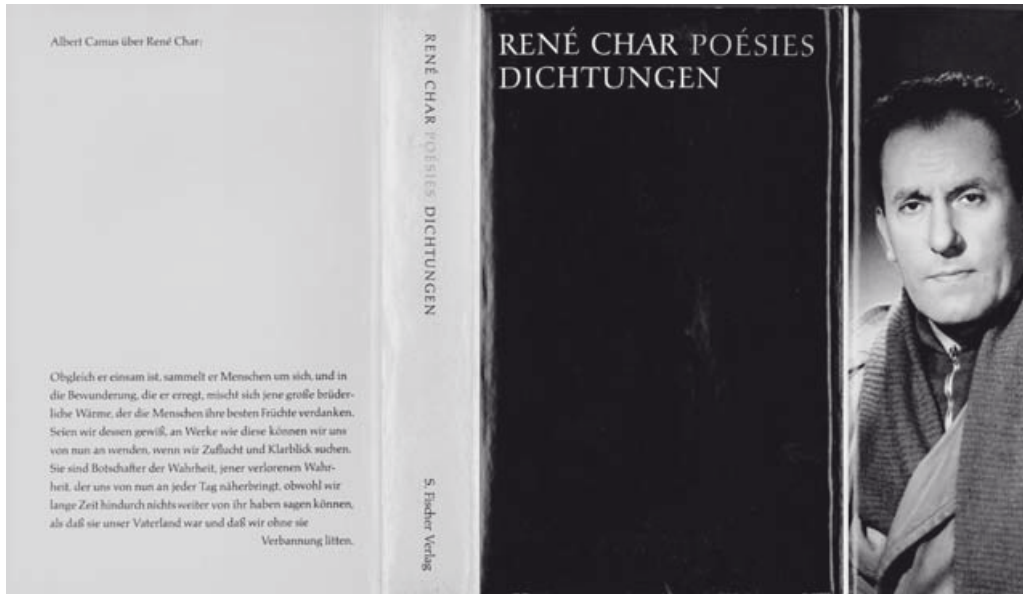 Albert Camus über René Char:
Obgleich er einsam ist, sammelt er Menschen um sich, und in
die Bewunderung, die er erregt, mischt sich jene große brüder-
liche Wärme, der die Menschen ihre besten Früchte verdanken.
Seien wir dessen gewiß, an Werke wie diese können wir uns
von nun an wenden, wenn wir Zuflucht und Klarblick suchen.
Sie sind Botschafter der Wahrheit, jener verlorenen Wahr-
heit, der uns von nun an jeder Tag näherbringt, obwohl wir
lange Zeit hindurch nichts weiter von ihr haben sagen können,
als daß sie unser Vaterland war und daß wir ohne sie
Verbannung litten.
RENÉ CHAR POÉSIES DICHTUNGEN
S. Fischer Verlag
RENÉ CHAR POÉSIES
DICHTUNGEN